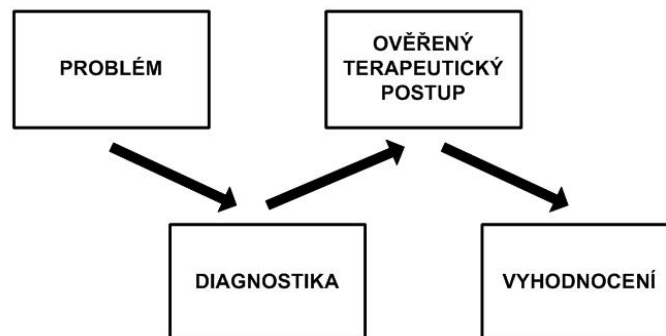 PROBLÉM
OVĚŘENÝ
TERAPEUTICKÝ
POSTUP
DIAGNOSTIKA
VYHODNOCENÍ